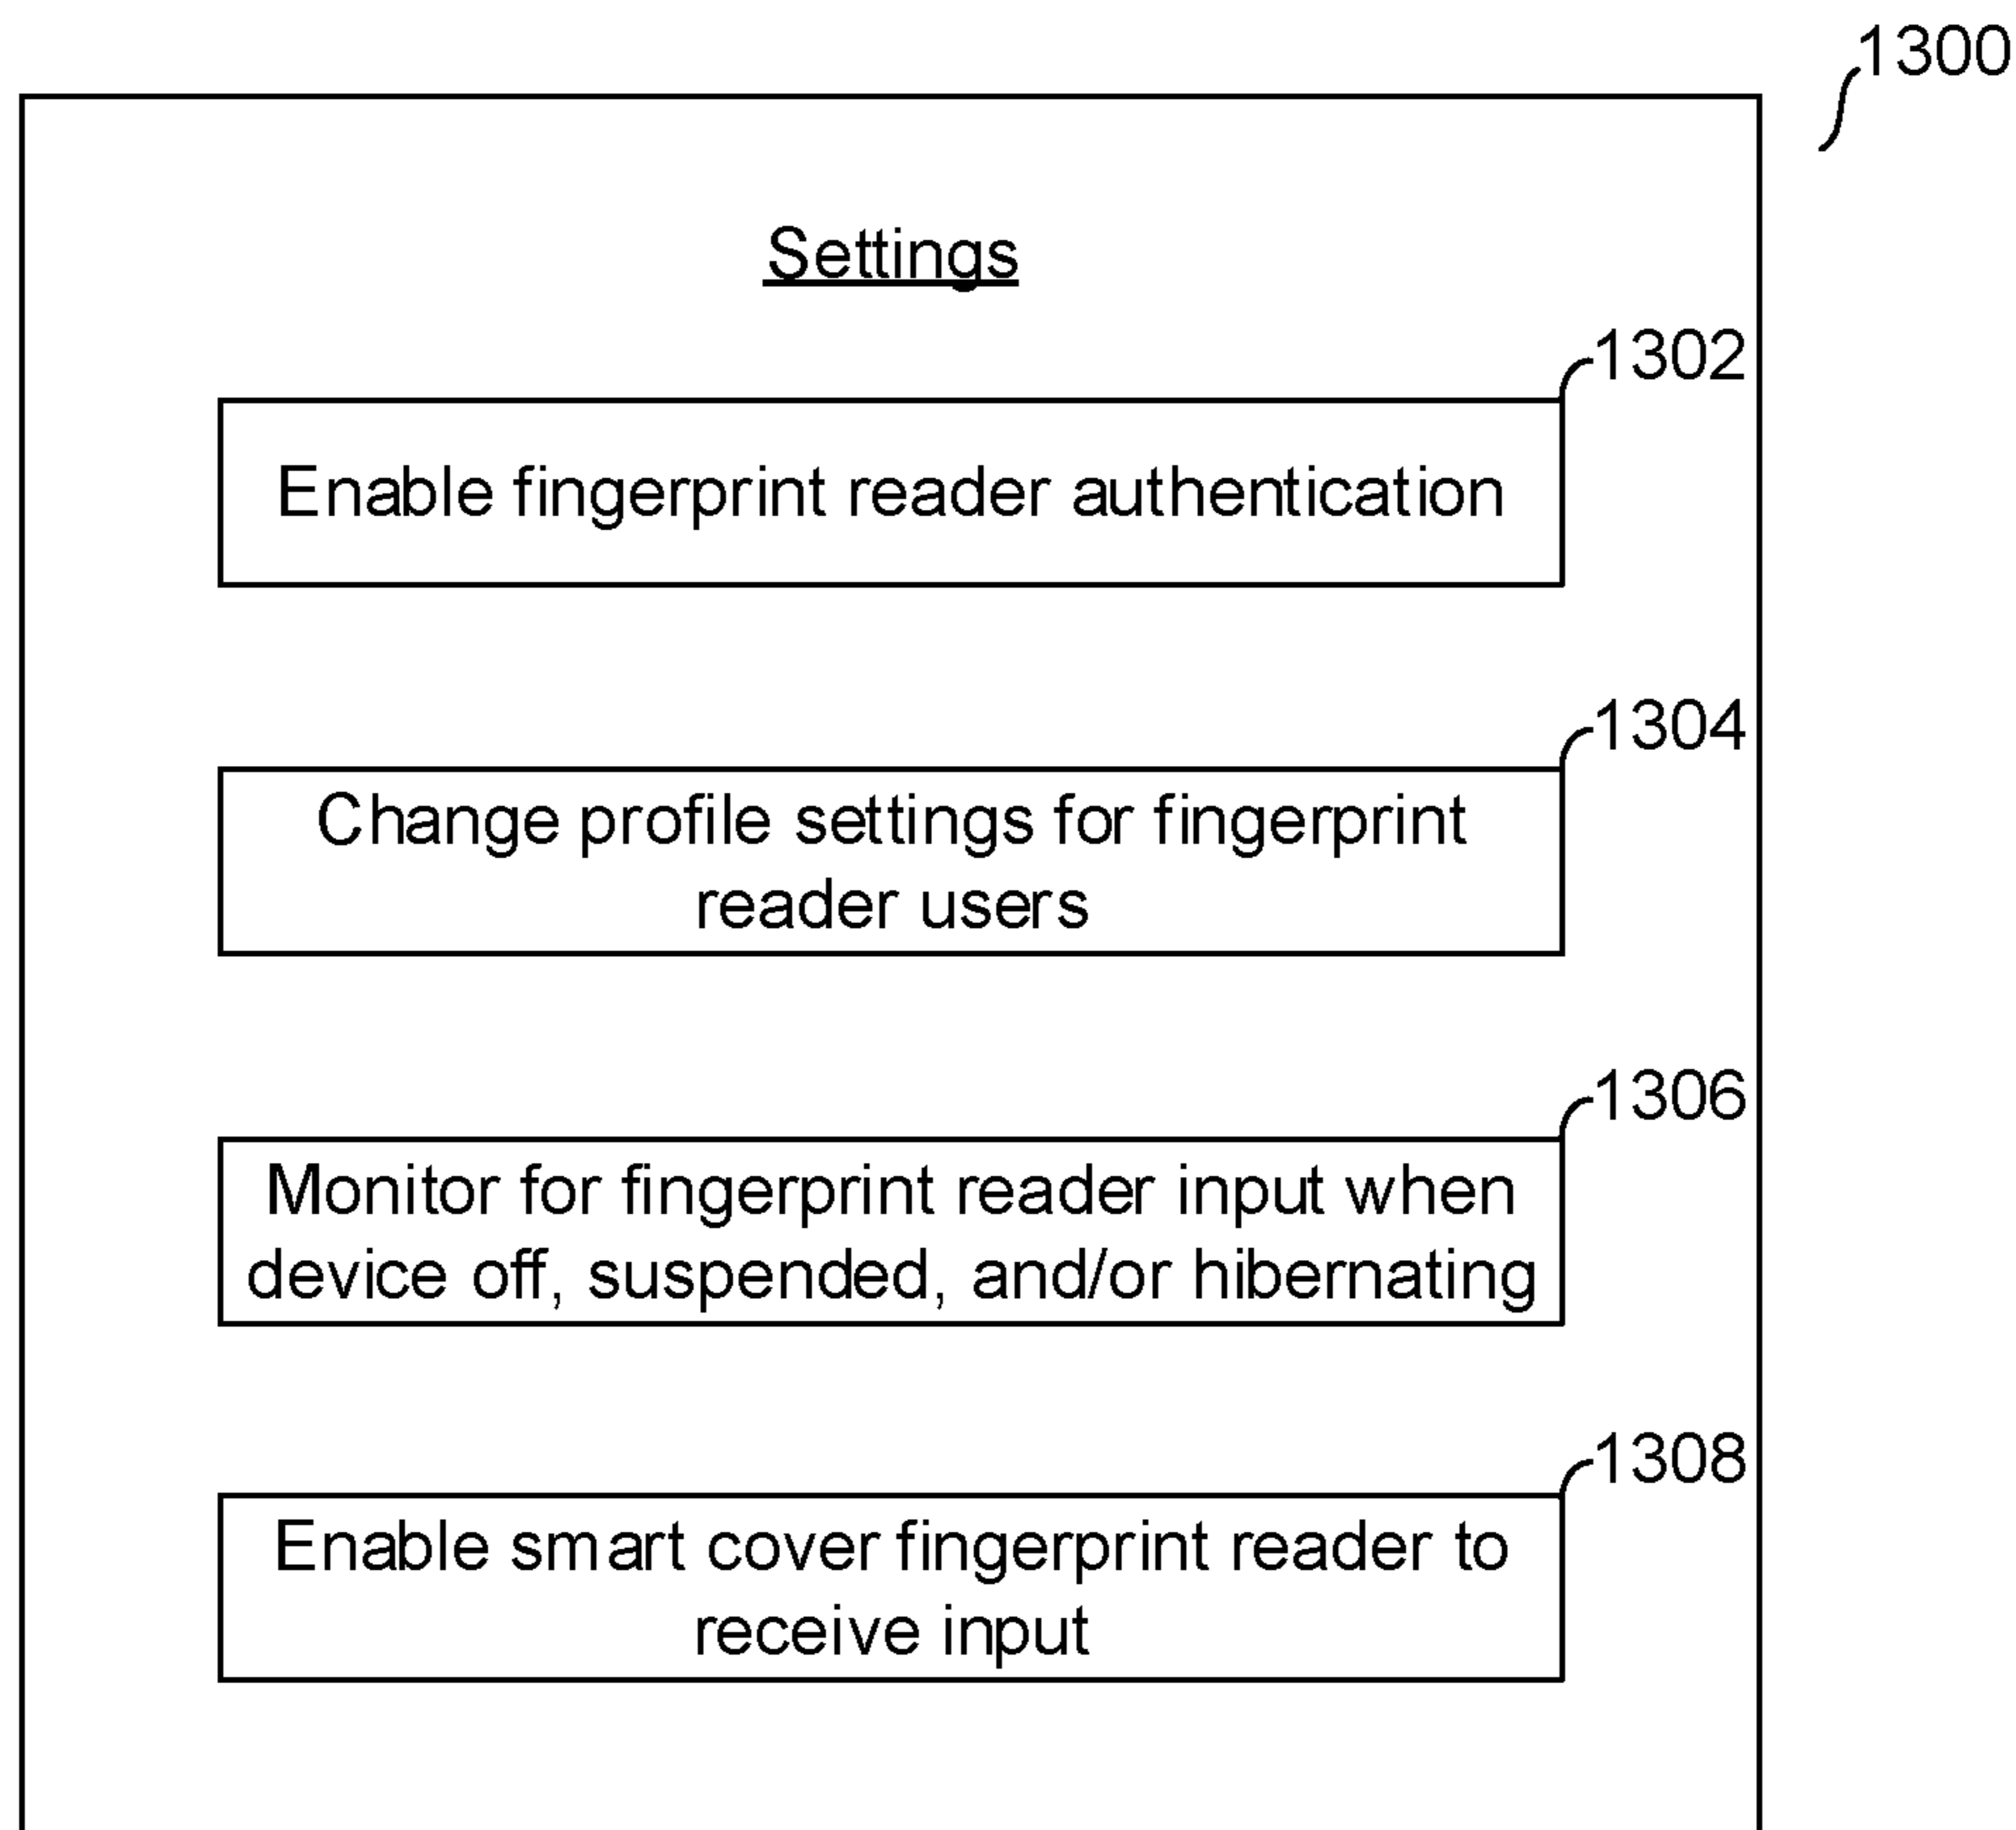 1300
Settings
1302
Enable fingerprint reader authentication
1304
Change profile settings for fingerprint
reader users
1306
Monitor for fingerprint reader input when
device off, suspended, and/or hibernating
1308
Enable smart cover fingerprint reader to
receive input